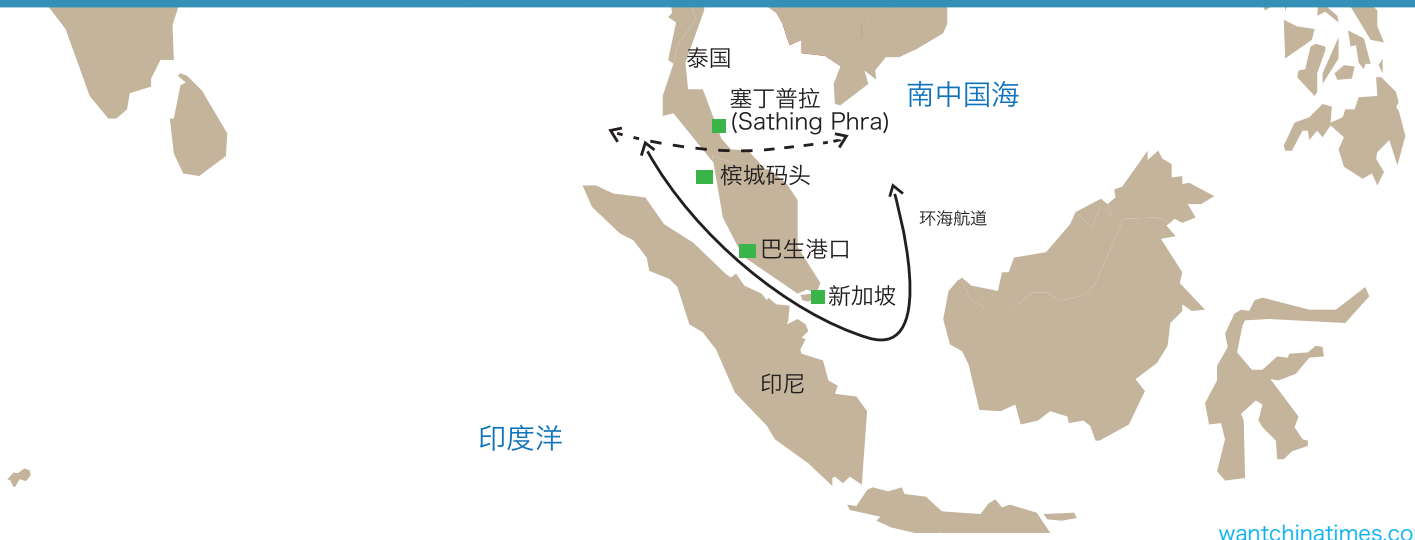 泰国
南中国海
塞丁普拉
(Sathing Phra)
槟城码头
环海航道
巴生港口
新加坡
印尼
印度洋
wantchinatimes.co